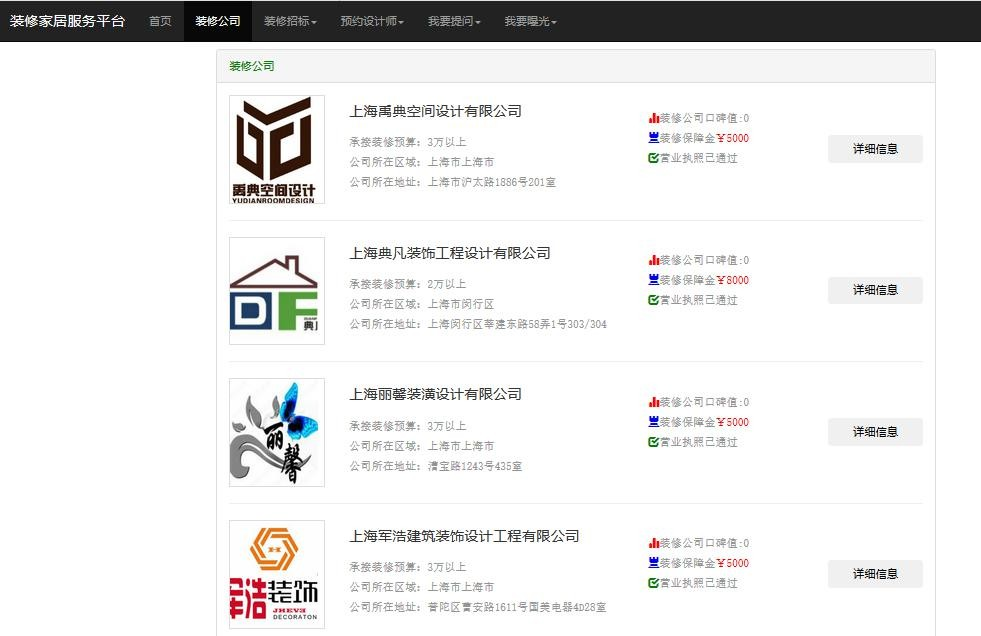 装修家居服务平台 首页 装修公司 装修招标 预约设计师 我要提问 我要曝光
装修公司
禹典空间设计
YUDIANROOMDESIGN
上海禹典空间设计有限公司
承接装修预算：3万以上
公司所在区域：上海市上海市
公司所在地址：上海市沪太路1886号201室
装修公司口碑值:0
装修保障金￥5000
营业执照已通过
详细信息
DF
典
上海典凡装饰工程设计有限公司
承接装修预算：2万以上
公司所在区域：上海市闵行区
公司所在地址：上海闵行区莘建东路58弄1号303/304
装修公司口碑值:0
装修保障金￥8000
营业执照已通过
详细信息
丽馨
上海丽馨装潢设计有限公司
承接装修预算：3万以上
公司所在区域：上海市上海市
公司所在地址：漕宝路1243号435室
装修公司口碑值:0
装修保障金￥5000
营业执照已通过
详细信息
H
军浩装饰
JHEVS
DECORATON
上海军浩建筑装饰设计工程有限公司
承接装修预算：3万以上
公司所在区域：上海市上海市
公司所在地址：普陀区曹安路1611号国美电器4D28室
装修公司口碑值:0
装修保障金￥5000
营业执照已通过
详细信息